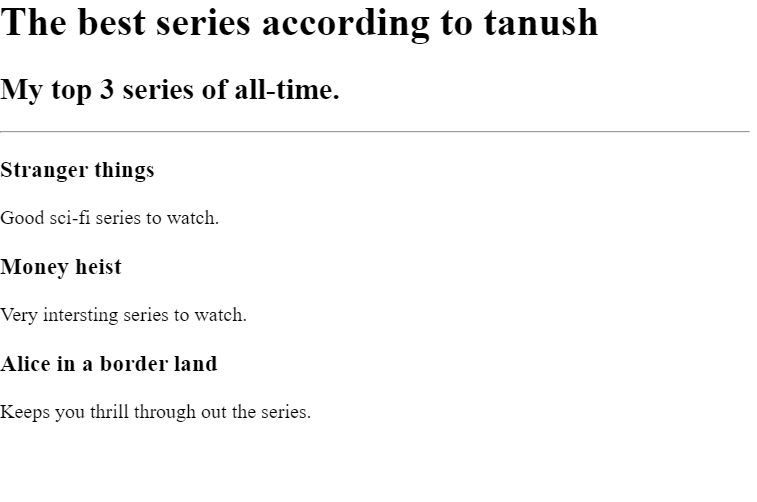 The best series according to tanush
My top 3 series of all-time.
Stranger things
Good sci-fi series to watch.
Money heist
Very intersting series to watch.
Alice in a border land
Keeps you thrill through out the series.